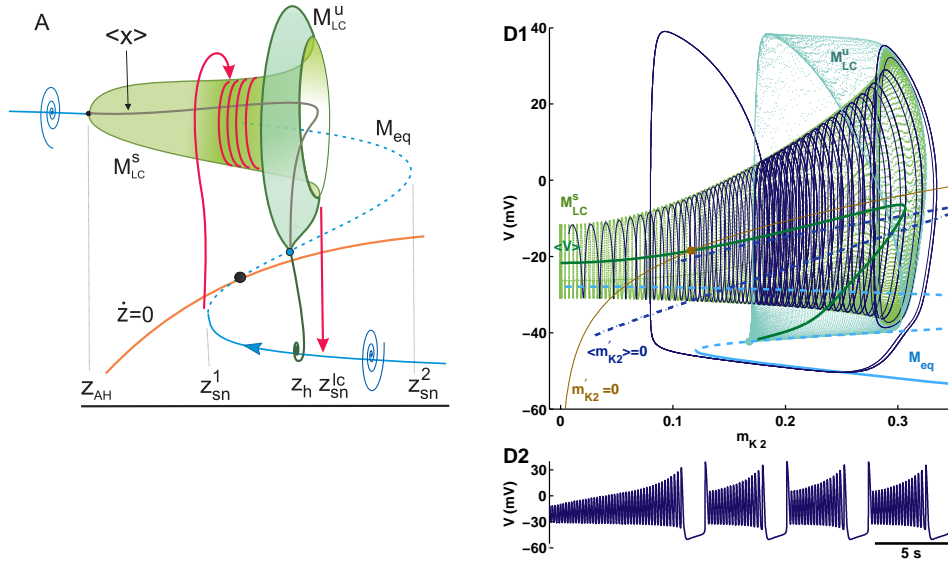 A
<x>
M^u_LC
M_eq
M^s_LC
ż=0
z_AH
z^1_sn
z_h
z^lc_sn
z^2_sn
D1
V (mV)
40
20
0
−20
−40
−60
M^u_LC
M^s_LC
<V>
<m'_K2>=0
m'_K2=0
M_eq
0
0.1
0.2
0.3
m_K2
D2
V (mV)
30
0
−30
−60
5 s